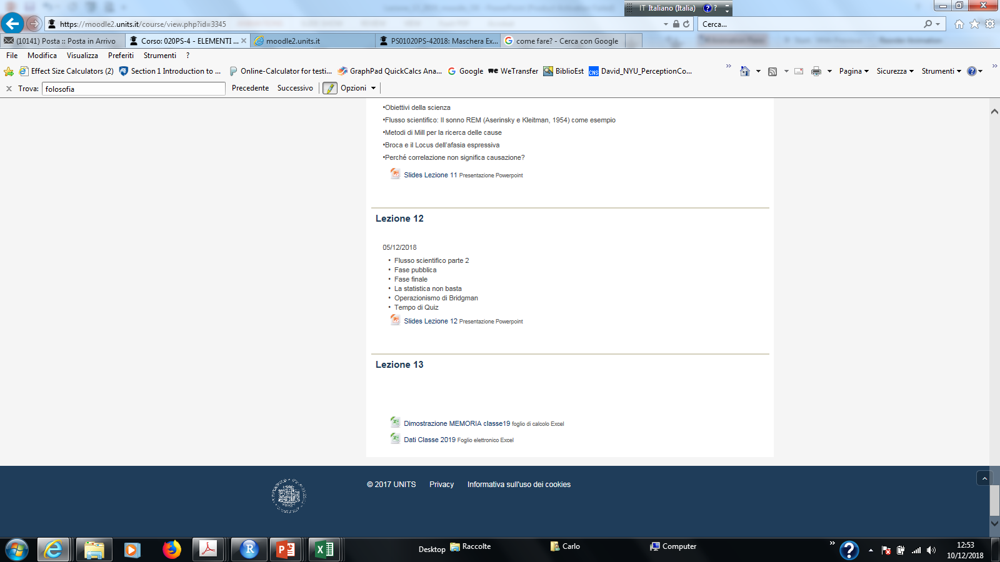 IT Italiano (Italia) ? ?
https://moodle2.units.it/course/view.php?id=3345
Cerca...
(10141) Posta :: Posta in Arrivo
Corso: 020PS-4 - ELEMENTI ...
moodle2.units.it
PS01020PS-42018: Maschera Ex...
come fare? - Cerca con Google
File Modifica Visualizza Preferiti Strumenti ?
Effect Size Calculators (2) Section 1 Introduction to ... Online-Calculator for testi... GraphPad QuickCalcs Ana... Google WeTransfer BiblioEst David_NYU_PerceptionCo... » Pagina Sicurezza Strumenti ? »
x Trova: folosofia Precedente Successivo Opzioni
•Obiettivi della scienza
•Flusso scientifico: Il sonno REM (Aserinsky e Kleitman, 1954) come esempio
•Metodi di Mill per la ricerca delle cause
•Broca e il Locus dell'afasia espressiva
•Perché correlazione non significa causazione?
Slides Lezione 11 Presentazione Powerpoint
Lezione 12
05/12/2018
• Flusso scientifico parte 2
• Fase pubblica
• Fase finale
• La statistica non basta
• Operazionismo di Bridgman
• Tempo di Quiz
Slides Lezione 12 Presentazione Powerpoint
Lezione 13
Dimostrazione MEMORIA classe19 foglio di calcolo Excel
Dati Classe 2019 Foglio elettronico Excel
© 2017 UNITS Privacy Informativa sull'uso dei cookies
Desktop Raccolte Carlo Computer » ?
12:53
10/12/2018